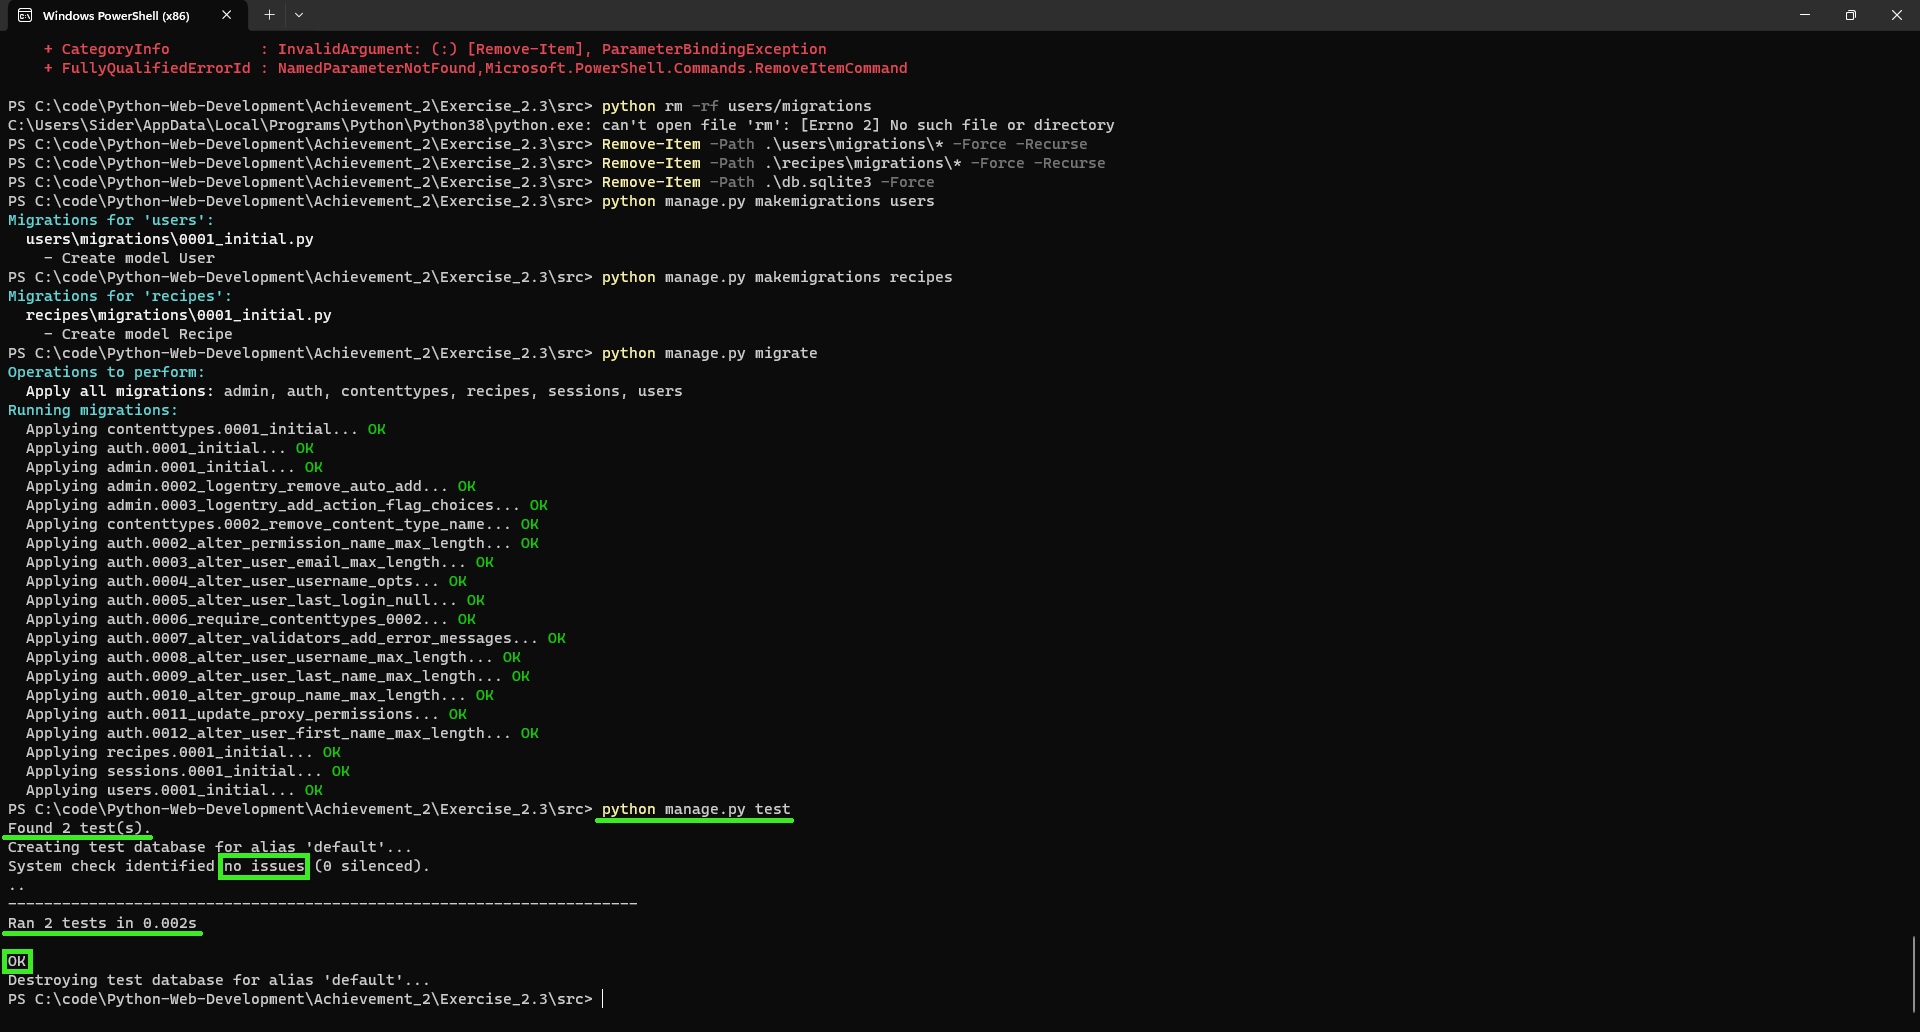 Windows PowerShell (x86)
+ CategoryInfo          : InvalidArgument: (:) [Remove-Item], ParameterBindingException
+ FullyQualifiedErrorId : NamedParameterNotFound,Microsoft.PowerShell.Commands.RemoveItemCommand
PS C:\code\Python-Web-Development\Achievement_2\Exercise_2.3\src> python rm -rf users/migrations
C:\Users\Sider\AppData\Local\Programs\Python\Python38\python.exe: can't open file 'rm': [Errno 2] No such file or directory
PS C:\code\Python-Web-Development\Achievement_2\Exercise_2.3\src> Remove-Item -Path .\users\migrations\* -Force -Recurse
PS C:\code\Python-Web-Development\Achievement_2\Exercise_2.3\src> Remove-Item -Path .\recipes\migrations\* -Force -Recurse
PS C:\code\Python-Web-Development\Achievement_2\Exercise_2.3\src> Remove-Item -Path .\db.sqlite3 -Force
PS C:\code\Python-Web-Development\Achievement_2\Exercise_2.3\src> python manage.py makemigrations users
Migrations for 'users':
  users\migrations\0001_initial.py
    - Create model User
PS C:\code\Python-Web-Development\Achievement_2\Exercise_2.3\src> python manage.py makemigrations recipes
Migrations for 'recipes':
  recipes\migrations\0001_initial.py
    - Create model Recipe
PS C:\code\Python-Web-Development\Achievement_2\Exercise_2.3\src> python manage.py migrate
Operations to perform:
  Apply all migrations: admin, auth, contenttypes, recipes, sessions, users
Running migrations:
  Applying contenttypes.0001_initial... OK
  Applying auth.0001_initial... OK
  Applying admin.0001_initial... OK
  Applying admin.0002_logentry_remove_auto_add... OK
  Applying admin.0003_logentry_add_action_flag_choices... OK
  Applying contenttypes.0002_remove_content_type_name... OK
  Applying auth.0002_alter_permission_name_max_length... OK
  Applying auth.0003_alter_user_email_max_length... OK
  Applying auth.0004_alter_user_username_opts... OK
  Applying auth.0005_alter_user_last_login_null... OK
  Applying auth.0006_require_contenttypes_0002... OK
  Applying auth.0007_alter_validators_add_error_messages... OK
  Applying auth.0008_alter_user_username_max_length... OK
  Applying auth.0009_alter_user_last_name_max_length... OK
  Applying auth.0010_alter_group_name_max_length... OK
  Applying auth.0011_update_proxy_permissions... OK
  Applying auth.0012_alter_user_first_name_max_length... OK
  Applying recipes.0001_initial... OK
  Applying sessions.0001_initial... OK
  Applying users.0001_initial... OK
PS C:\code\Python-Web-Development\Achievement_2\Exercise_2.3\src> python manage.py test
Found 2 test(s).
Creating test database for alias 'default'...
System check identified no issues (0 silenced).
..
----------------------------------------------------------------------
Ran 2 tests in 0.002s
OK
Destroying test database for alias 'default'...
PS C:\code\Python-Web-Development\Achievement_2\Exercise_2.3\src>